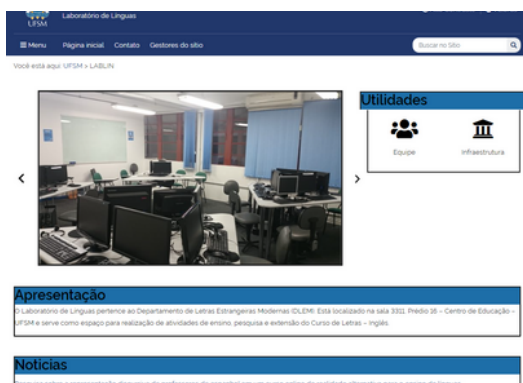 UFSM
Laboratório de Línguas
Menu Página inicial Contato Gestores do sítio
Buscar no Sítio
Você está aqui: UFSM > LABLIN
Utilidades
Equipe Infraestrutura
Apresentação
O Laboratório de Línguas pertence ao Departamento de Letras Estrangeiras Modernas (DLEM). Está localizado na sala 3311, Prédio 16 – Centro de Educação –
UFSM e serve como espaço para realização de atividades de ensino, pesquisa e extensão do Curso de Letras – Inglês.
Notícias